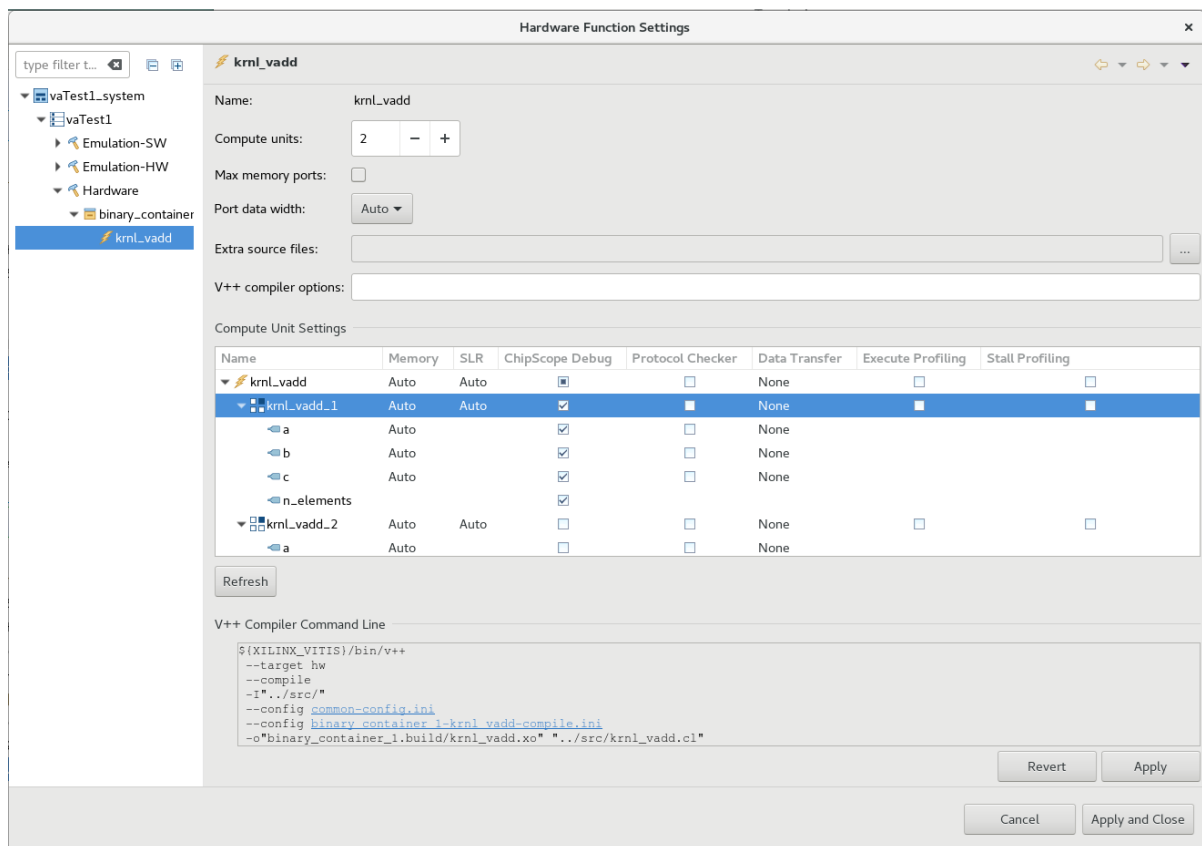 Hardware Function Settings
type filter t...
vaTest1_system
vaTest1
Emulation-SW
Emulation-HW
Hardware
binary_container
krnl_vadd
krnl_vadd
Name: krnl_vadd
Compute units: 2
Max memory ports:
Port data width: Auto
Extra source files: ...
V++ compiler options:
Compute Unit Settings
Name Memory SLR ChipScope Debug Protocol Checker Data Transfer Execute Profiling Stall Profiling
krnl_vadd Auto Auto None
krnl_vadd_1 Auto Auto None
a Auto None
b Auto None
c Auto None
n_elements
krnl_vadd_2 Auto Auto None
a Auto None
Refresh
V++ Compiler Command Line
${XILINX_VITIS}/bin/v++
--target hw
--compile
-I"../src/"
--config common-config.ini
--config binary_container_1-krnl_vadd-compile.ini
-o"binary_container_1.build/krnl_vadd.xo" "../src/krnl_vadd.cl"
Revert Apply
Cancel Apply and Close